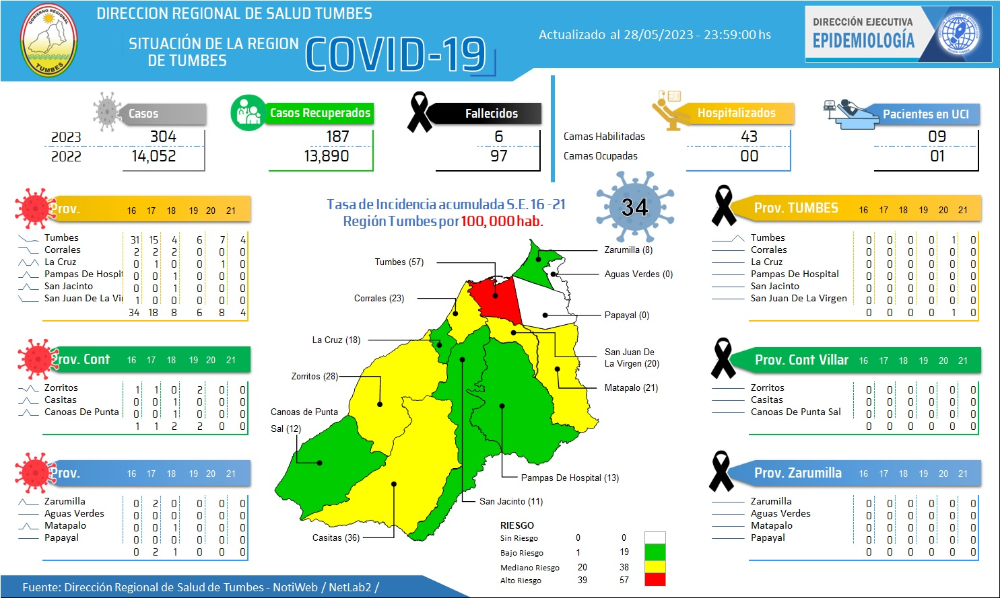 DIRECCION REGIONAL DE SALUD TUMBES
SITUACIÓN DE LA REGION
DE TUMBES
COVID-19
Actualizado al 28/05/2023 - 23:59:00 hs
GOBIERNO REGIONAL
TUMBES
DIRECCIÓN EJECUTIVA
EPIDEMIOLOGÍA
Casos
2023 304
2022 14,052
Casos Recuperados
187
13,890
Fallecidos
6
97
Hospitalizados
Pacientes en UCI
Camas Habilitadas 43 09
Camas Ocupadas 00 01
Prov. 16 17 18 19 20 21
Tumbes 31 15 4 6 7 4
Corrales 2 2 2 0 0 0
La Cruz 0 1 0 0 1 0
Pampas De Hospit 0 0 1 0 0 0
San Jacinto 0 0 1 0 0 0
San Juan De La Vir 1 0 0 0 0 0
34 18 8 6 8 4
Prov. Cont 16 17 18 19 20 21
Zorritos 1 1 0 2 0 0
Casitas 0 0 1 0 0 0
Canoas De Punta 0 0 1 0 0 0
1 1 2 2 0 0
Prov. 16 17 18 19 20 21
Zarumilla 0 2 0 0 0 0
Aguas Verdes 0 0 0 0 0 0
Matapalo 0 0 1 0 0 0
Papayal 0 0 0 0 0 0
0 2 1 0 0 0
Tasa de Incidencia acumulada S.E. 16 -21
Región Tumbes por 100,000 hab.
34
Zarumilla (8)
Tumbes (57)
Aguas Verdes (0)
Corrales (23)
Papayal (0)
La Cruz (18)
San Juan De
La Virgen (20)
Zorritos (28)
Matapalo (21)
Canoas de Punta
Sal (12)
Pampas De Hospital (13)
San Jacinto (11)
Casitas (36)
RIESGO
Sin Riesgo 0 0
Bajo Riesgo 1 19
Mediano Riesgo 20 38
Alto Riesgo 39 57
Prov. TUMBES 16 17 18 19 20 21
Tumbes 0 0 0 0 1 0
Corrales 0 0 0 0 0 0
La Cruz 0 0 0 0 0 0
Pampas De Hospital 0 0 0 0 0 0
San Jacinto 0 0 0 0 0 0
San Juan De La Virgen 0 0 0 0 0 0
0 0 0 0 1 0
Prov. Cont Villar 16 17 18 19 20 21
Zorritos 0 0 0 0 0 0
Casitas 0 0 0 0 0 0
Canoas De Punta Sal 0 0 0 0 0 0
0 0 0 0 0 0
Prov. Zarumilla 16 17 18 19 20 21
Zarumilla 0 0 0 0 0 0
Aguas Verdes 0 0 0 0 0 0
Matapalo 0 0 0 0 0 0
Papayal 0 0 0 0 0 0
0 0 0 0 0 0
Fuente: Dirección Regional de Salud de Tumbes - NotiWeb / NetLab2 /